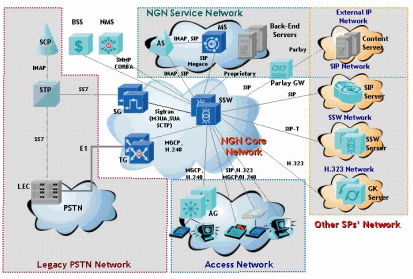 NGN Service Network
External IP
Network
BSS
NMS
SCP
AS
MS
Back-End
Servers
INAP, SIP
SIP
Megaco
Parlay
Content
Server
SNMP
CORBA
INAP
INAP, SIP
Proprietary
Parlay GW
SIP Network
STP
SS7
SSW
SIP
SIP
SIP
Server
SG
Sigtran
(M3UA,SUA
SCTP)
SSW Network
SIP-T
SSW
Server
SS7
E1
TG
MGCP,
H.248
NGN Core
Network
H.323
H.323 Network
GK
Server
LEC
PSTN
MGCP,
H.248
SIP,H.323
MGCP/H.248
AG
Other SPs' Network
Legacy PSTN Network
Access Network